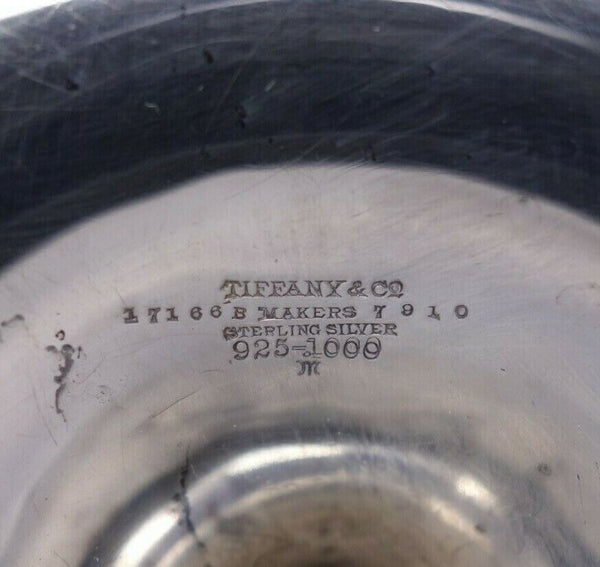 TIFFANY & CO
17166B MAKERS 7910
STERLING SILVER
925-1000
m